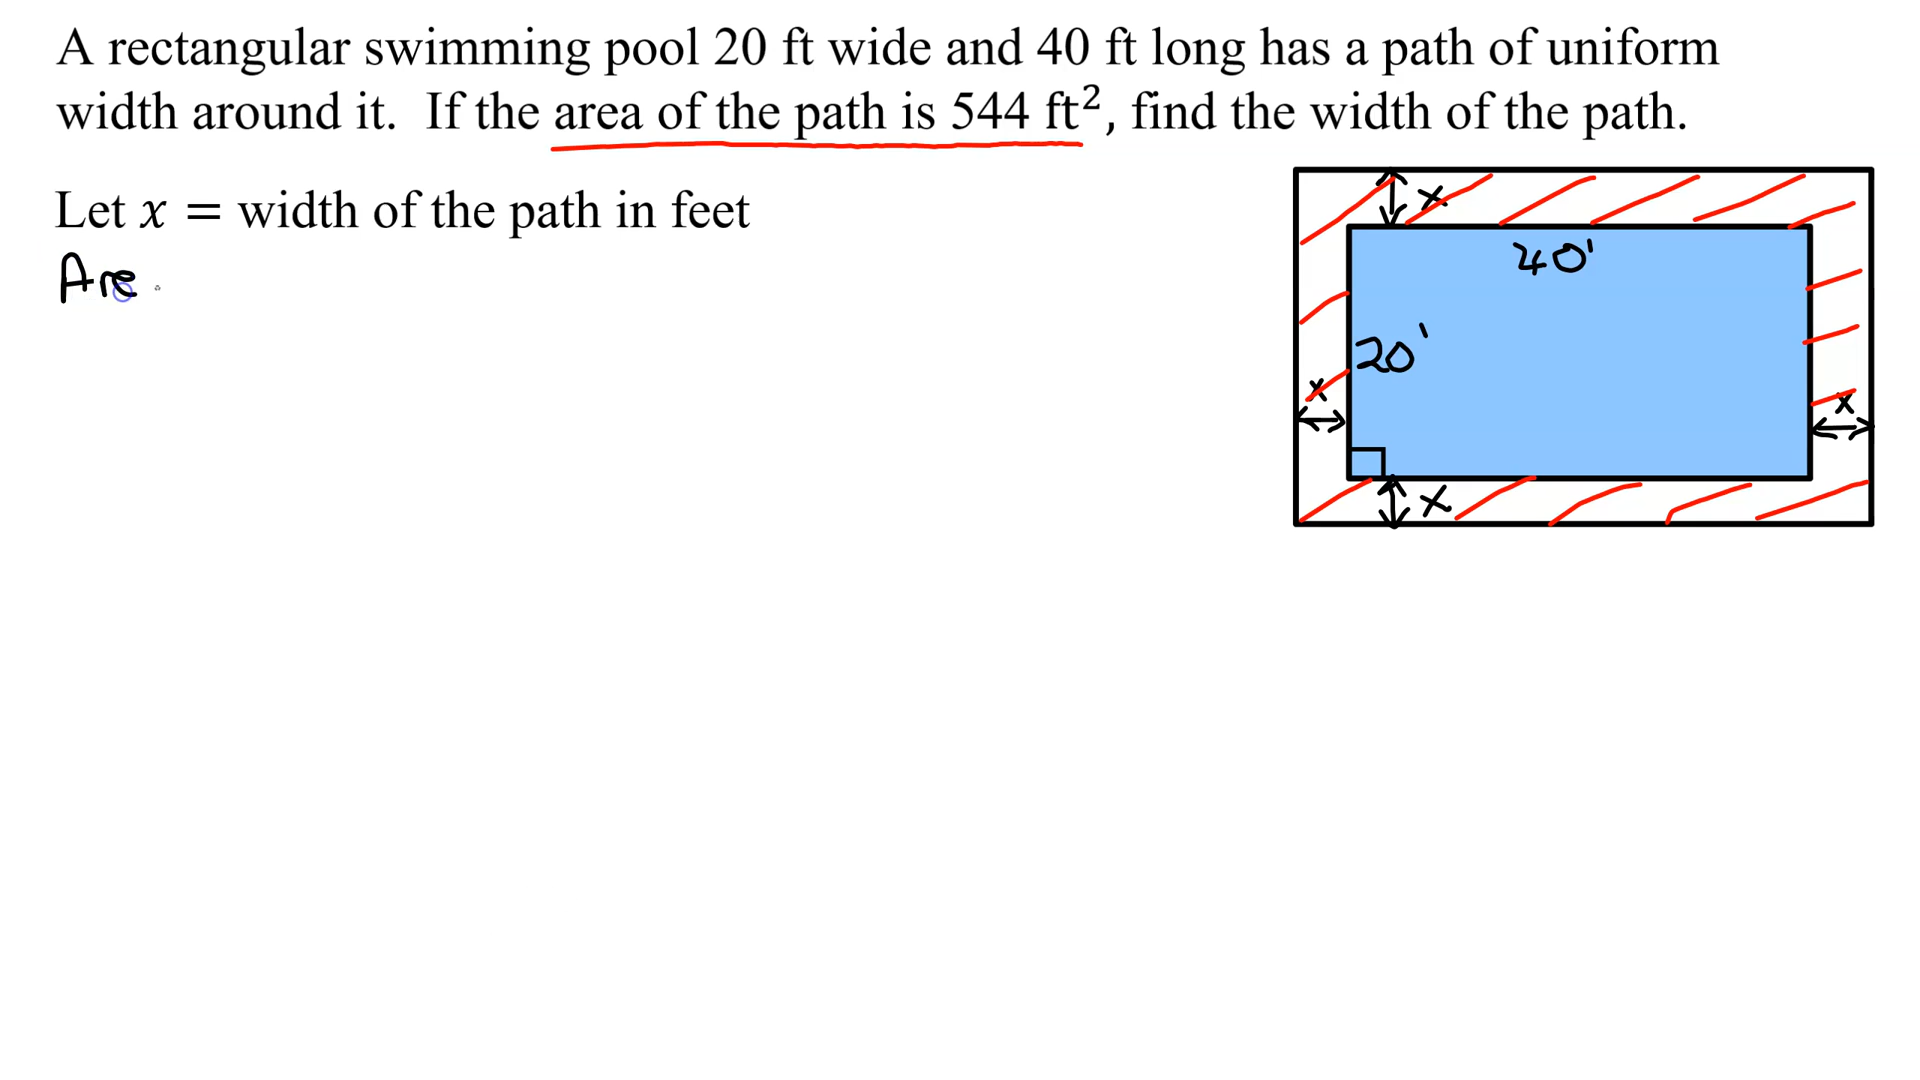 A rectangular swimming pool 20 ft wide and 40 ft long has a path of uniform
width around it. If the area of the path is 544 ft², find the width of the path.
Let x = width of the path in feet
Are
x
40'
20'
x
x
x